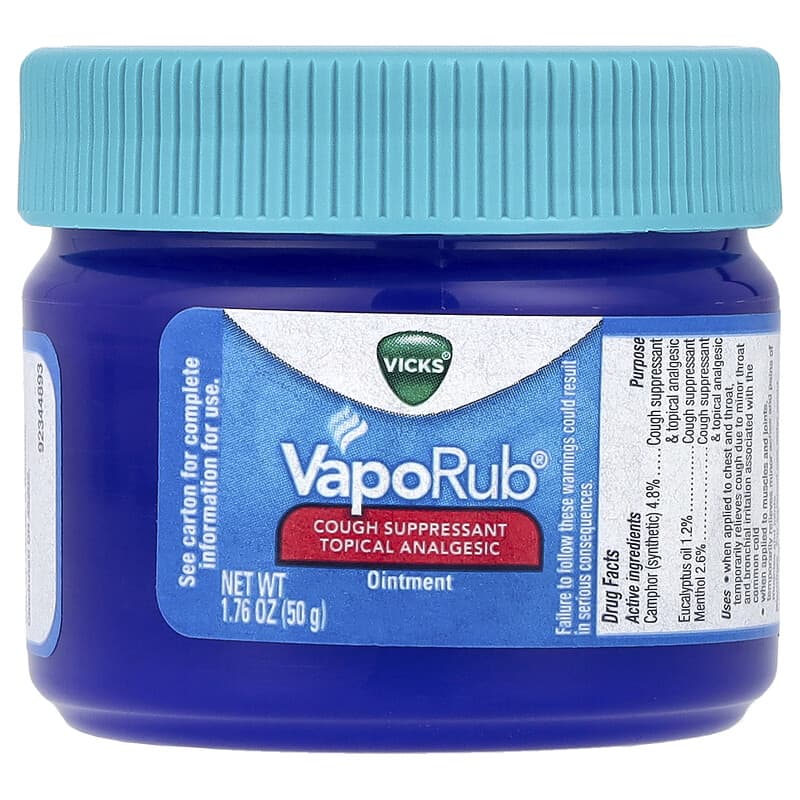 92344893
See carton for complete
information for use.
VICKS®
VapoRub®
COUGH SUPPRESSANT
TOPICAL ANALGESIC
Ointment
NET WT
1.76 OZ (50 g)
Failure to follow these warnings could result
in serious consequences.
Drug Facts
Active ingredients Purpose
Camphor (synthetic) 4.8%.....Cough suppressant
& topical analgesic
Eucalyptus oil 1.2%..............Cough suppressant
Menthol 2.6%......................Cough suppressant
& topical analgesic
Uses • when applied to chest and throat,
temporarily relieves cough due to minor throat
and bronchial irritation associated with the
common cold
• when applied to muscles and joints,